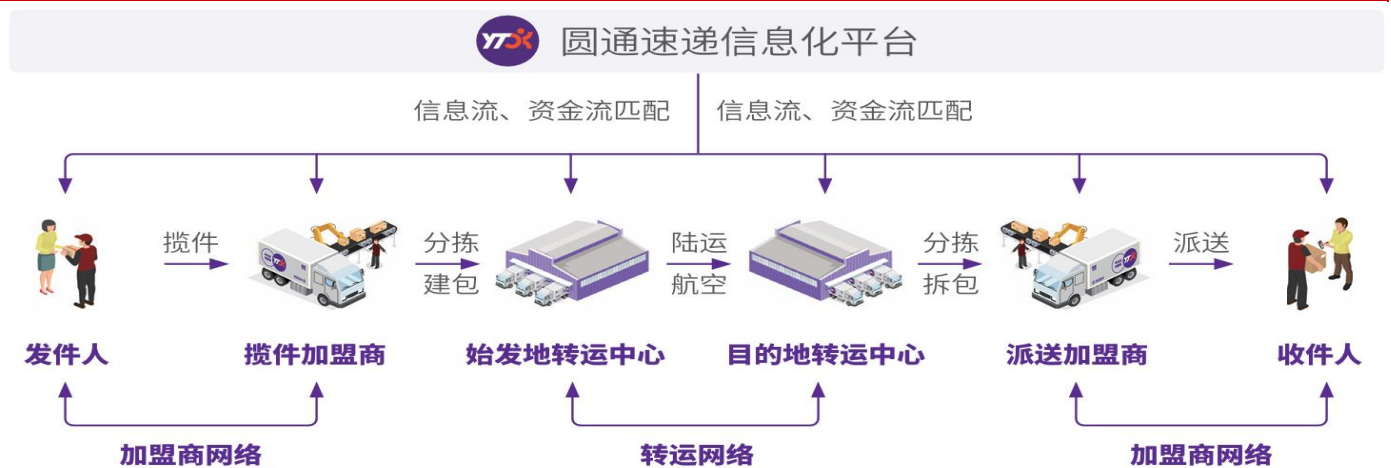 YTO 圆通速递信息化平台
信息流、资金流匹配 信息流、资金流匹配
揽件 分拣 陆运 分拣 派送
建包 航空 拆包
发件人 揽件加盟商 始发地转运中心 目的地转运中心 派送加盟商 收件人
加盟商网络 转运网络 加盟商网络